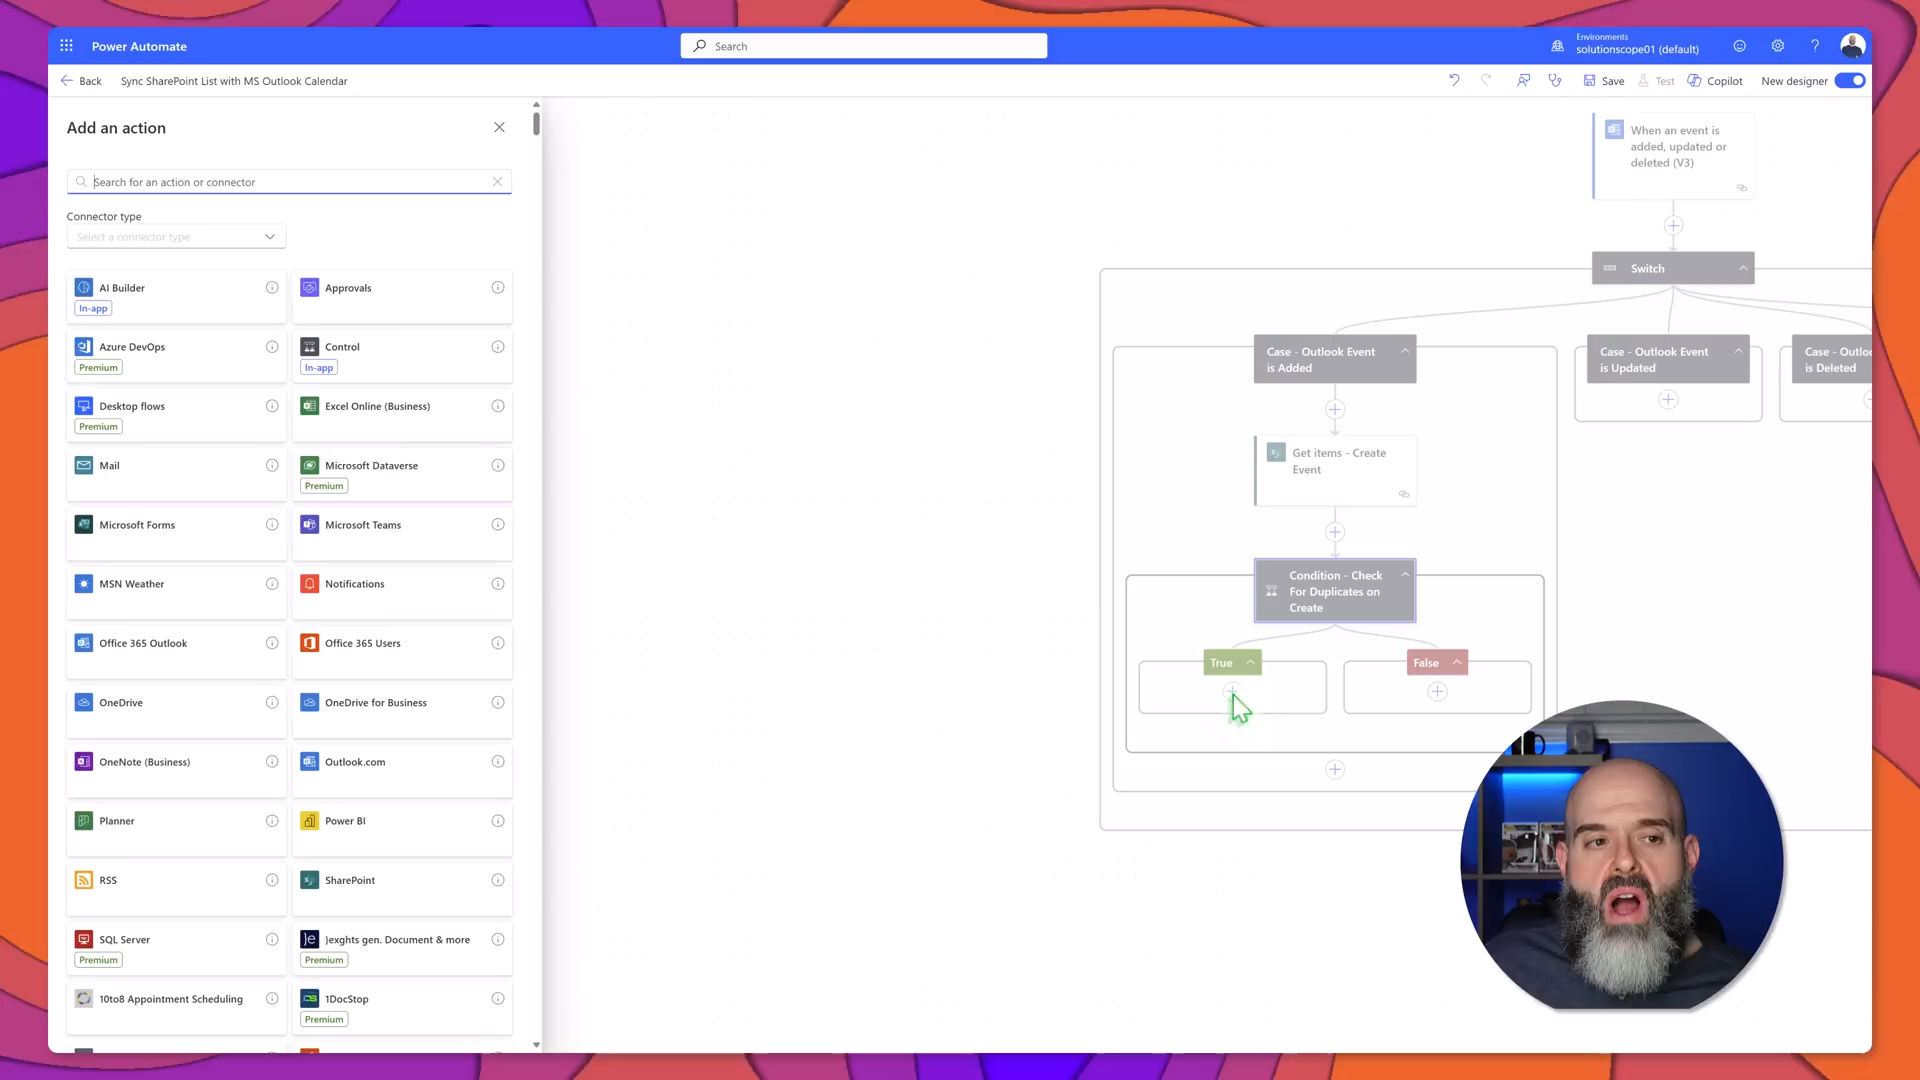 Power Automate
Search
Environments
solutionscope01 (default)
Back
Sync SharePoint List with MS Outlook Calendar
Save
Test
Copilot
New designer
Add an action
Search for an action or connector
Connector type
Select a connector type
AI Builder
In-app
Approvals
Azure DevOps
Premium
Control
In-app
Desktop flows
Premium
Excel Online (Business)
Mail
Microsoft Dataverse
Premium
Microsoft Forms
Microsoft Teams
MSN Weather
Notifications
Office 365 Outlook
Office 365 Users
OneDrive
OneDrive for Business
OneNote (Business)
Outlook.com
Planner
Power BI
RSS
SharePoint
SQL Server
Premium
}exghts gen. Document & more
Premium
10to8 Appointment Scheduling
1DocStop
Premium
When an event is
added, updated or
deleted (V3)
Switch
Case - Outlook Event
is Added
Case - Outlook Event
is Updated
Case - Outloo
is Deleted
Get items - Create
Event
Condition - Check
For Duplicates on
Create
True
False